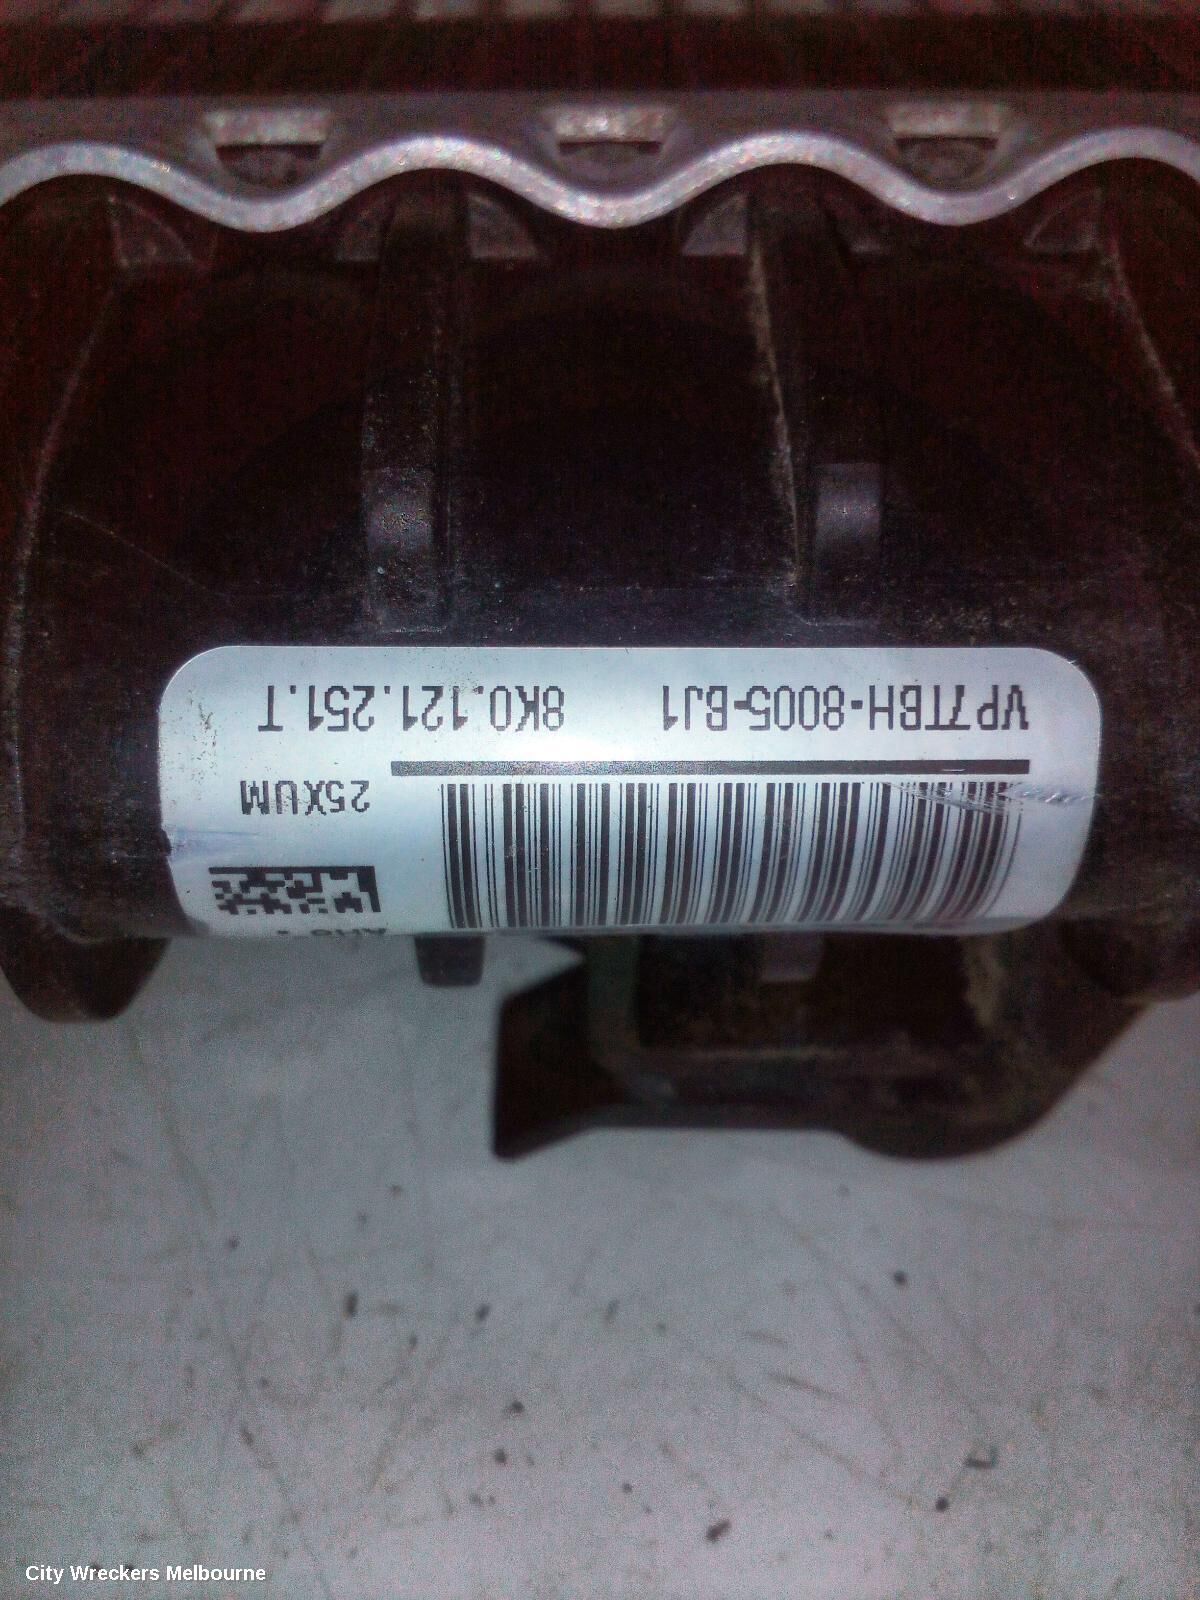 VP7TBH-8005-BJ1 8K0.121.251.T
25XUM
City Wreckers Melbourne